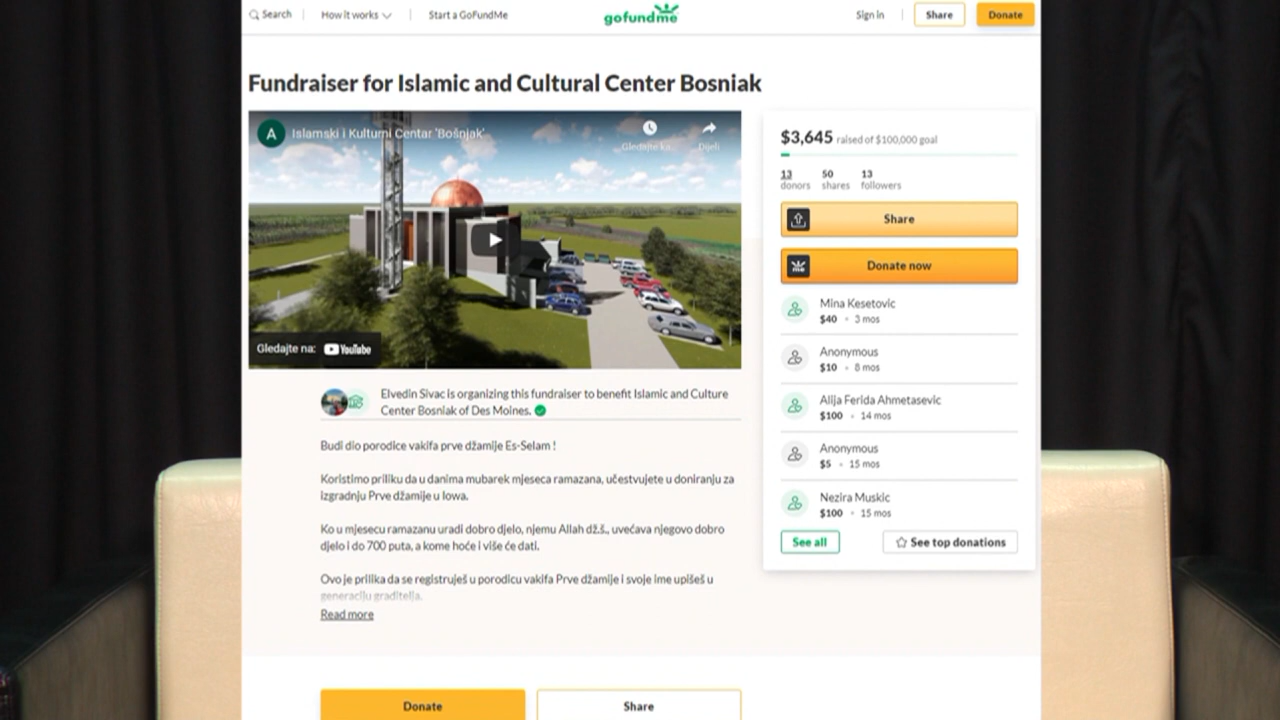 Search
How it works
Start a GoFundMe
gofundme
Sign in
Share
Donate
Fundraiser for Islamic and Cultural Center Bosniak
A
Islamski i Kulturni Centar 'Bošnjak'
Gledajte ka...
Dijeli
Gledajte na: YouTube
$3,645 raised of $100,000 goal
13 50 13
donors shares followers
Share
me Donate now
Mina Kesetovic
$40 • 3 mos
Anonymous
$10 • 8 mos
Alija Ferida Ahmetasevic
$100 • 14 mos
Anonymous
$5 • 15 mos
Nezira Muskic
$100 • 15 mos
See all
See top donations
Elvedin Sivac is organizing this fundraiser to benefit Islamic and Culture
Center Bosniak of Des Moines.
Budi dio porodice vakifa prve džamije Es-Selam !
Koristimo priliku da u danima mubarek mjeseca ramazana, učestvujete u doniranju za
izgradnju Prve džamije u Iowa.
Ko u mjesecu ramazanu uradi dobro djelo, njemu Allah dž.š., uvećava njegovo dobro
djelo i do 700 puta, a kome hoće i više će dati.
Ovo je prilika da se registruješ u porodicu vakifa Prve džamije i svoje ime upišeš u
generaciju graditelja.
Read more
Donate
Share